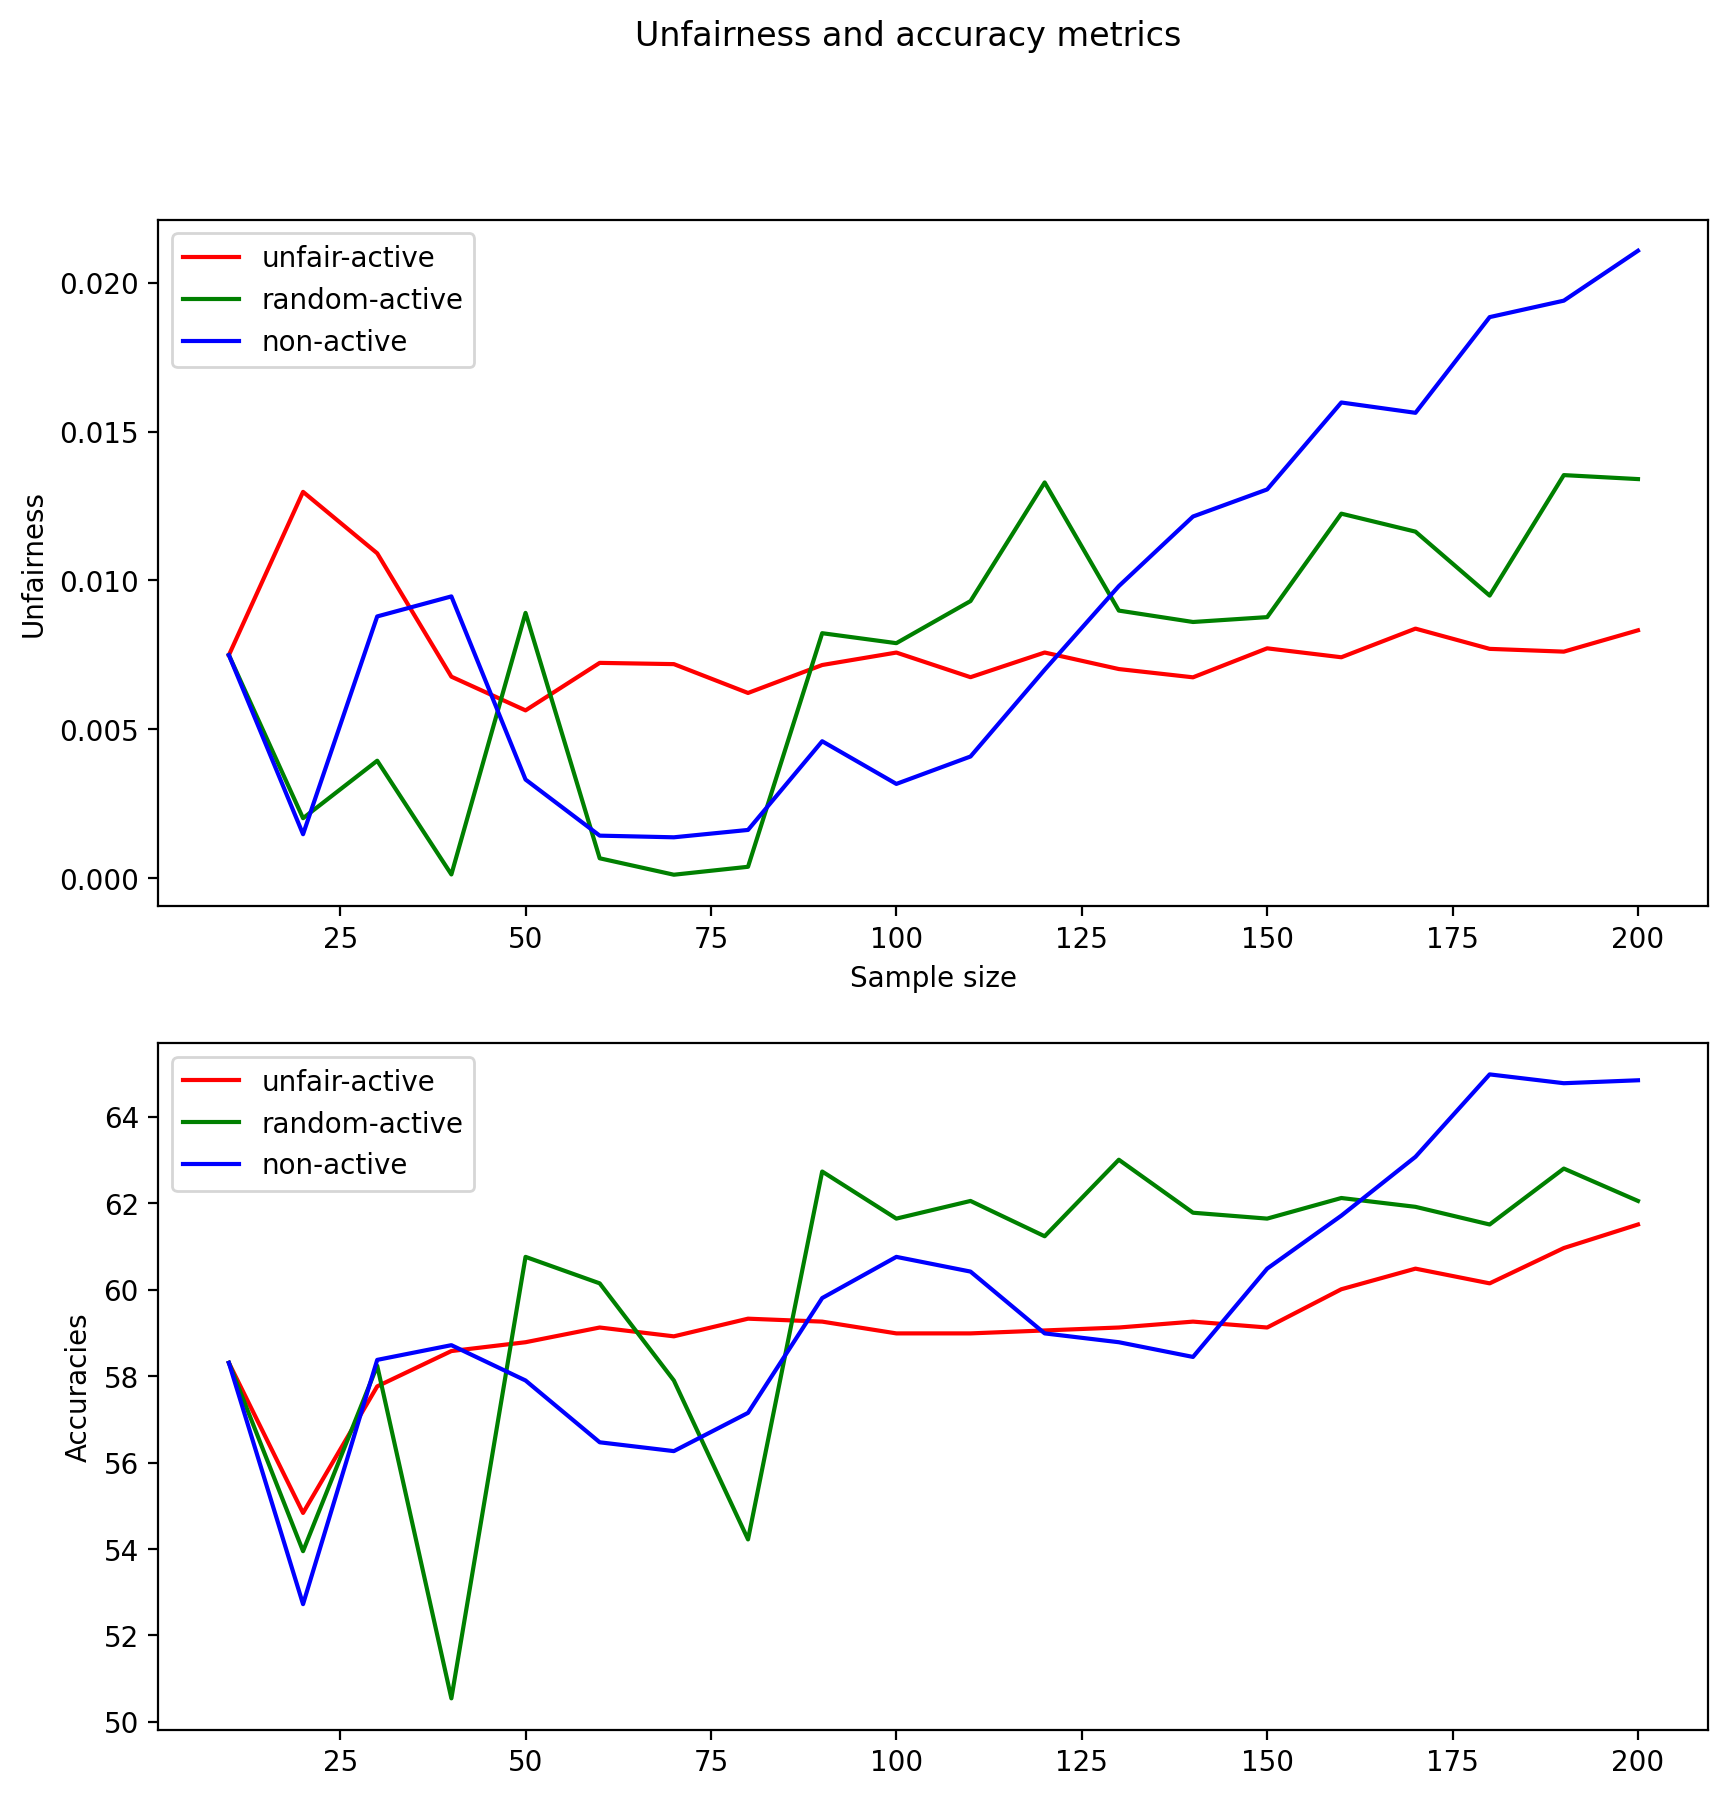 Unfairness and accuracy metrics
unfair-active
random-active
non-active
0.020
0.015
0.010
0.005
0.000
Unfairness
25 50 75 100 125 150 175 200
Sample size
unfair-active
random-active
non-active
64
62
60
58
56
54
52
50
Accuracies
25 50 75 100 125 150 175 200